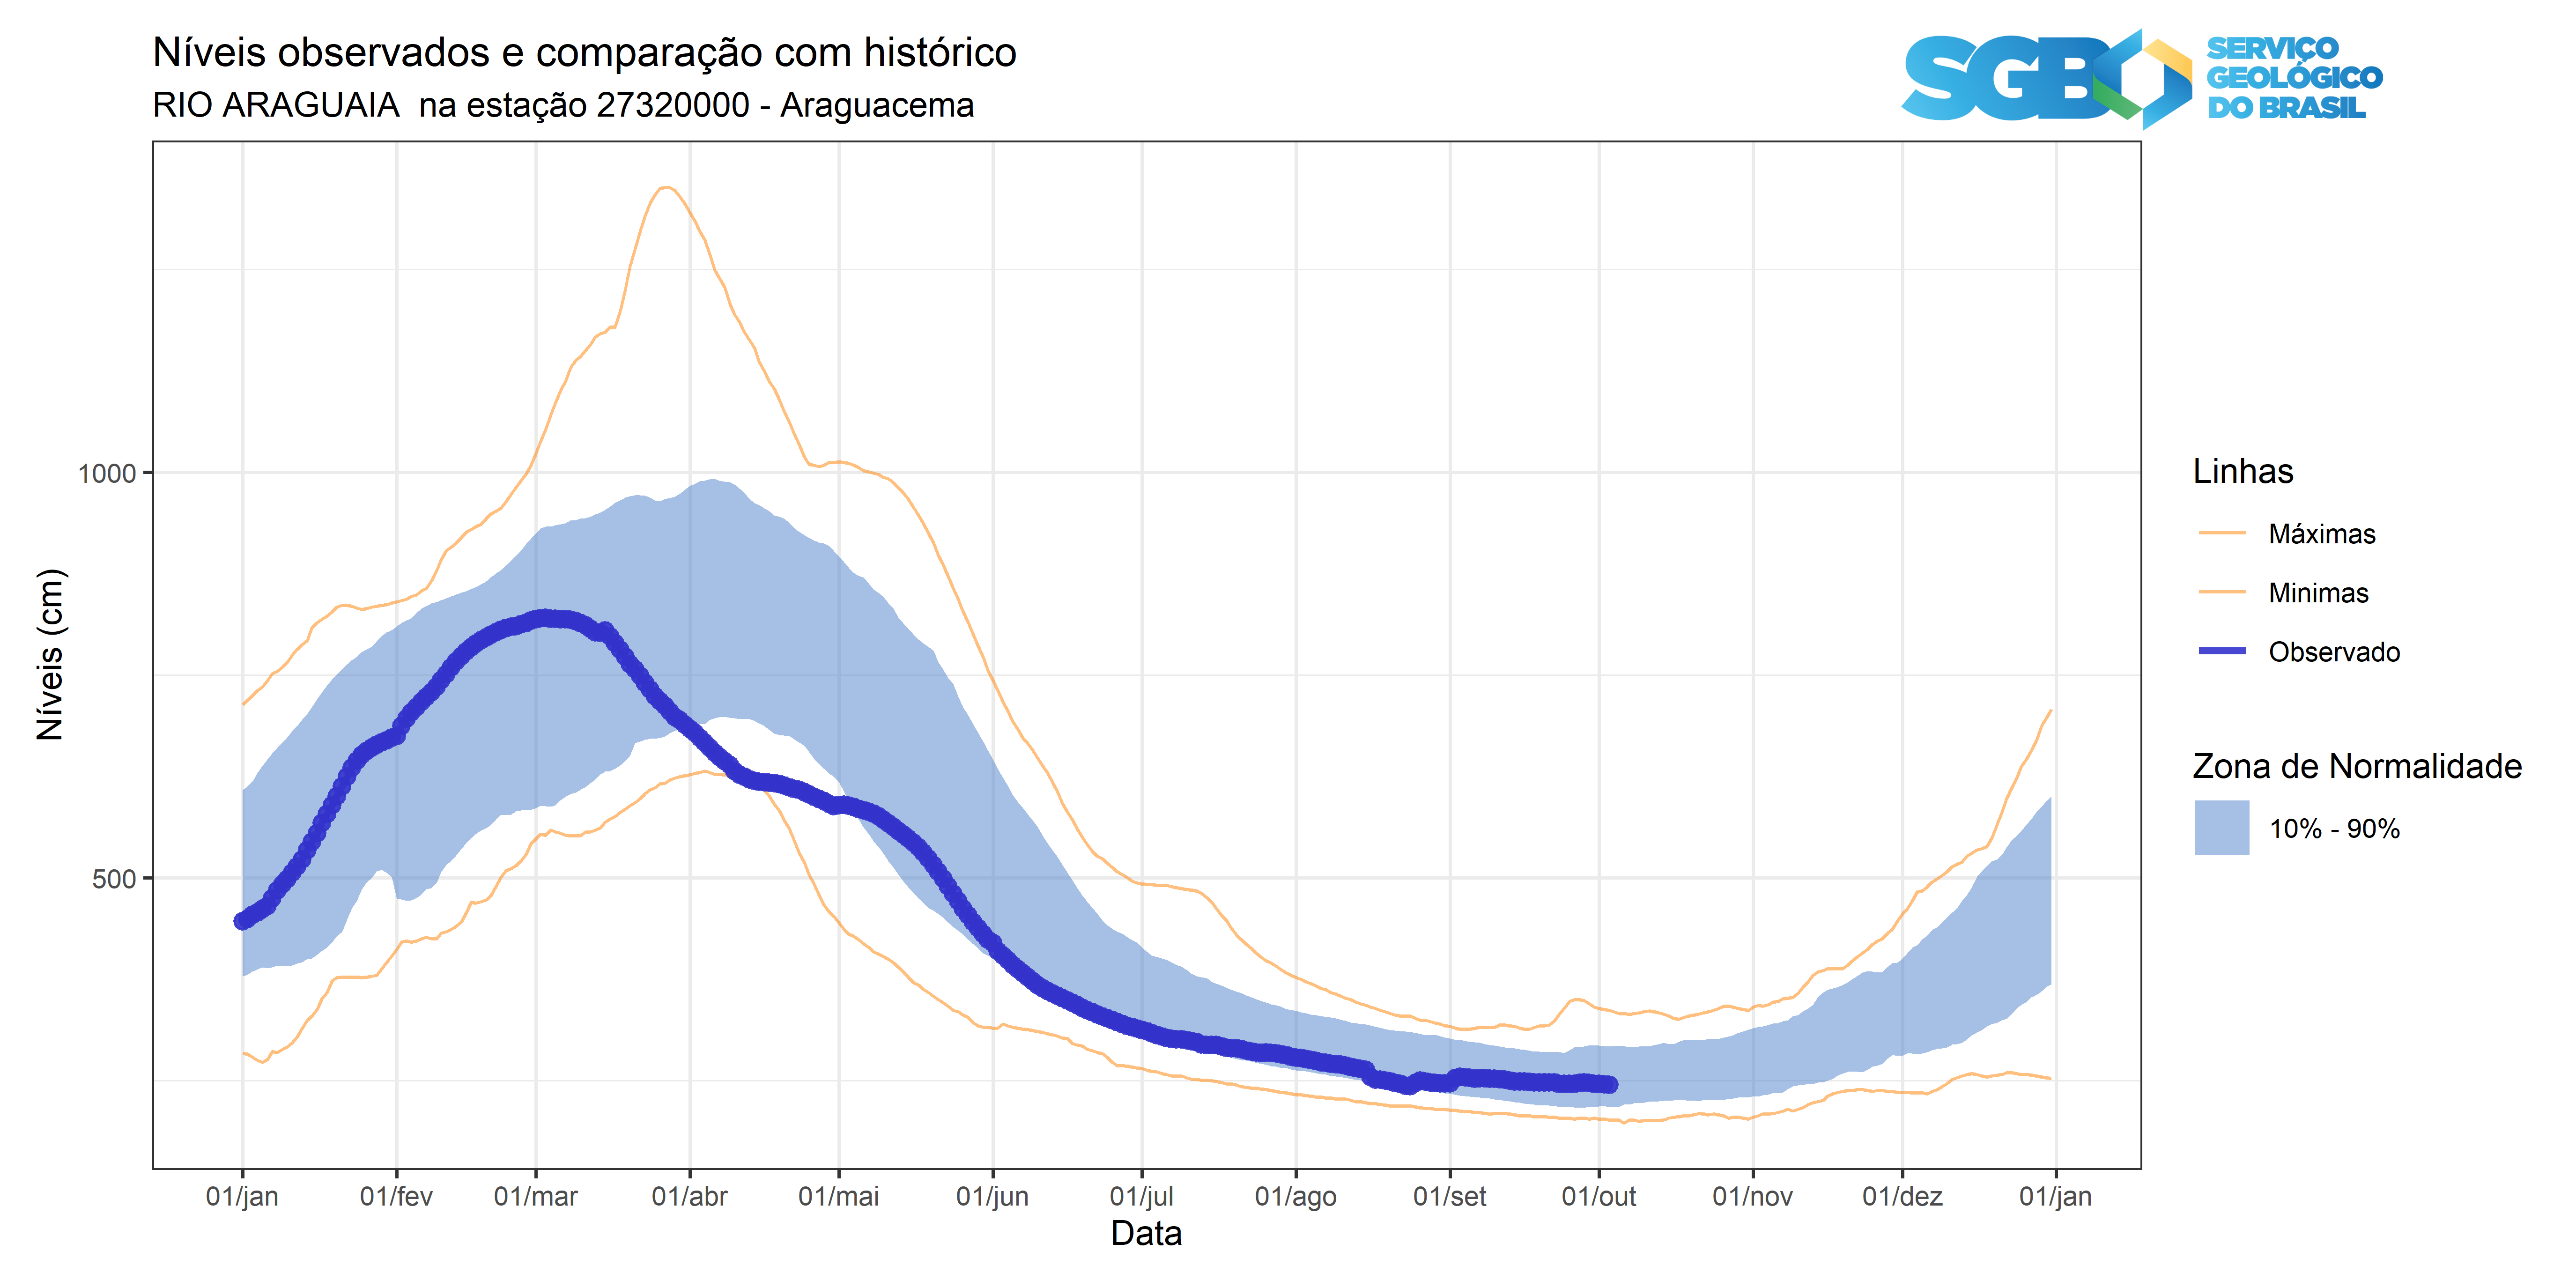 Níveis observados e comparação com histórico
RIO ARAGUAIA  na estação 27320000 - Araguacema
SGB
SERVIÇO
GEOLÓGICO
DO BRASIL
Níveis (cm)
1000
500
01/jan
01/fev
01/mar
01/abr
01/mai
01/jun
01/jul
01/ago
01/set
01/out
01/nov
01/dez
01/jan
Data
Linhas
Máximas
Minimas
Observado
Zona de Normalidade
10% - 90%